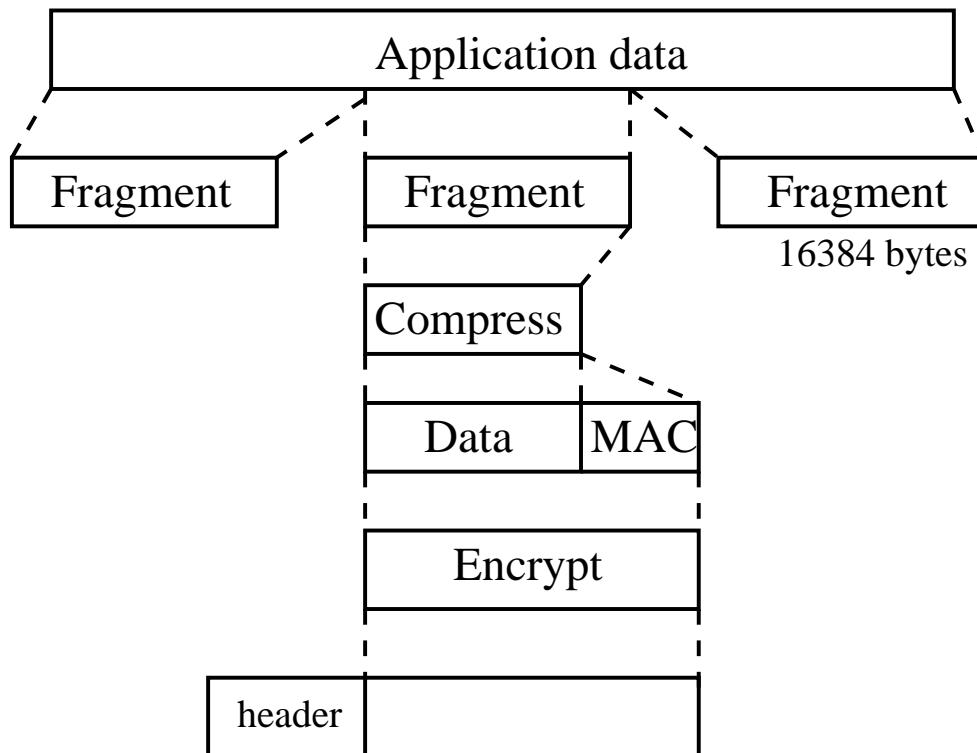 Application data
Fragment
Fragment
Fragment
16384 bytes
Compress
Data
MAC
Encrypt
header